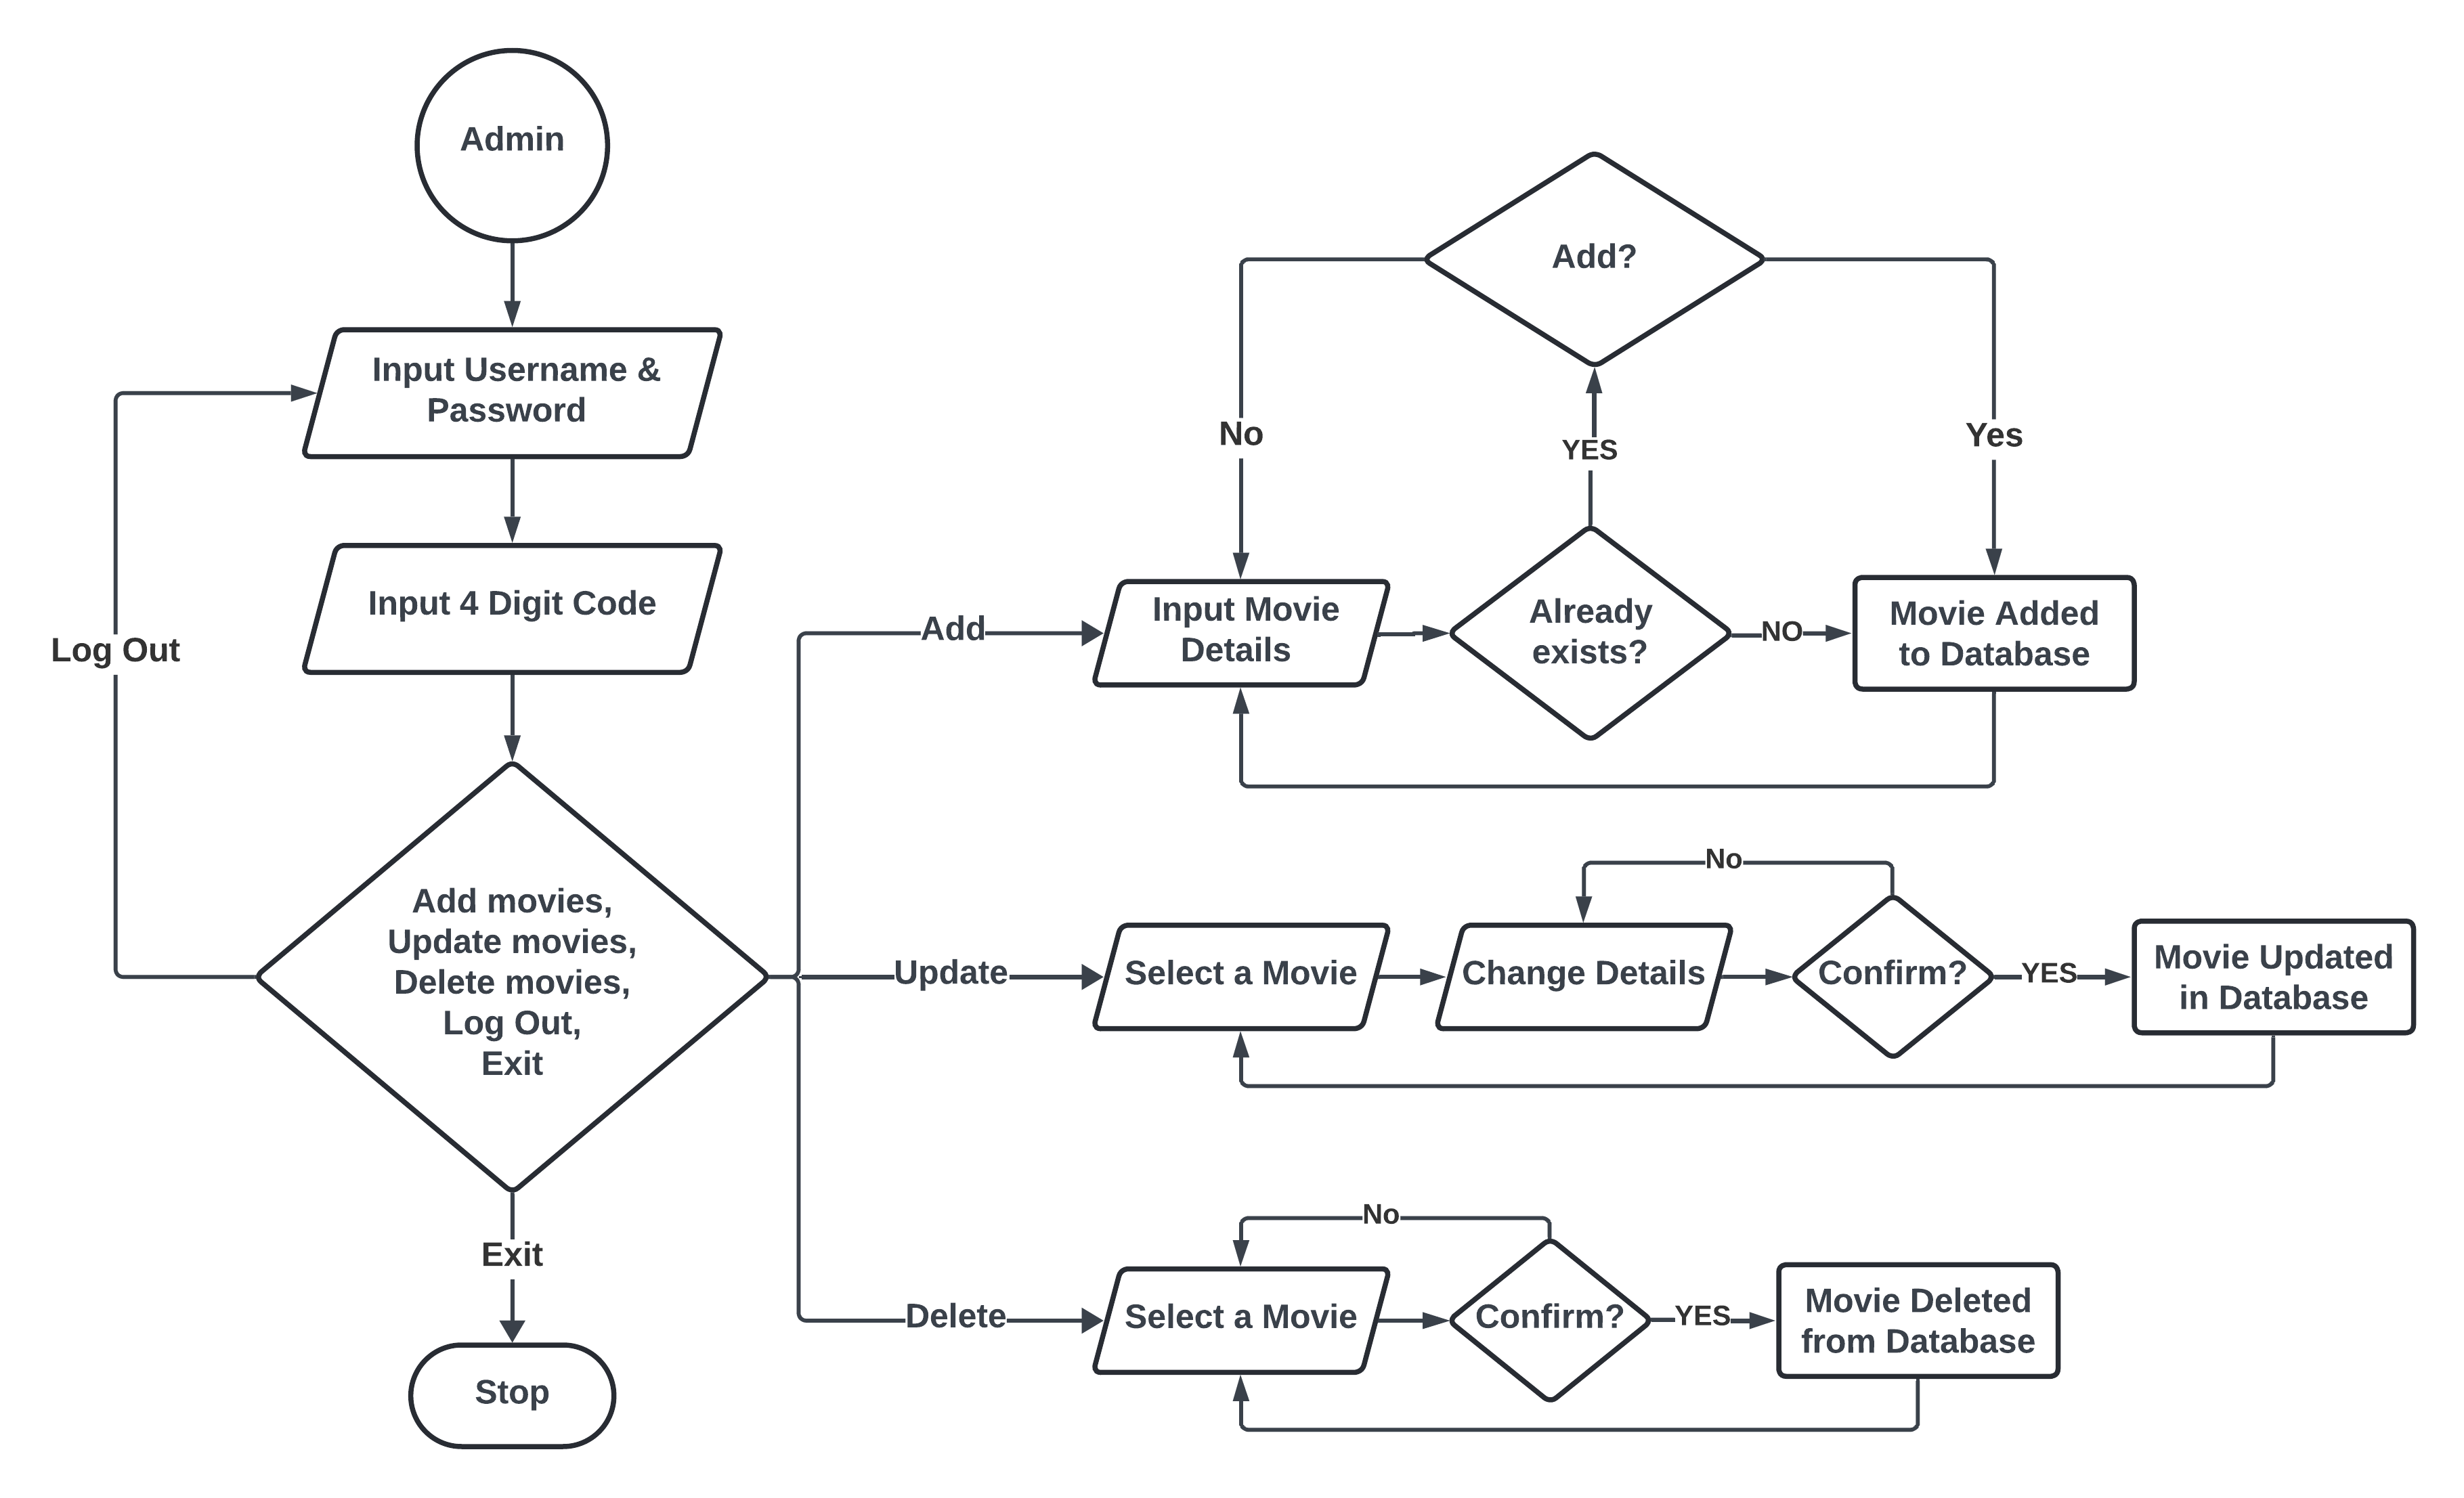 Admin
Input Username &
Password
Input 4 Digit Code
Log Out
Add movies,
Update movies,
Delete movies,
Log Out,
Exit
Exit
Stop
Add?
No
YES
Yes
Add
Input Movie
Details
Already
exists?
NO
Movie Added
to Database
No
Update
Select a Movie
Change Details
Confirm?
YES
Movie Updated
in Database
No
Delete
Select a Movie
Confirm?
YES
Movie Deleted
from Database